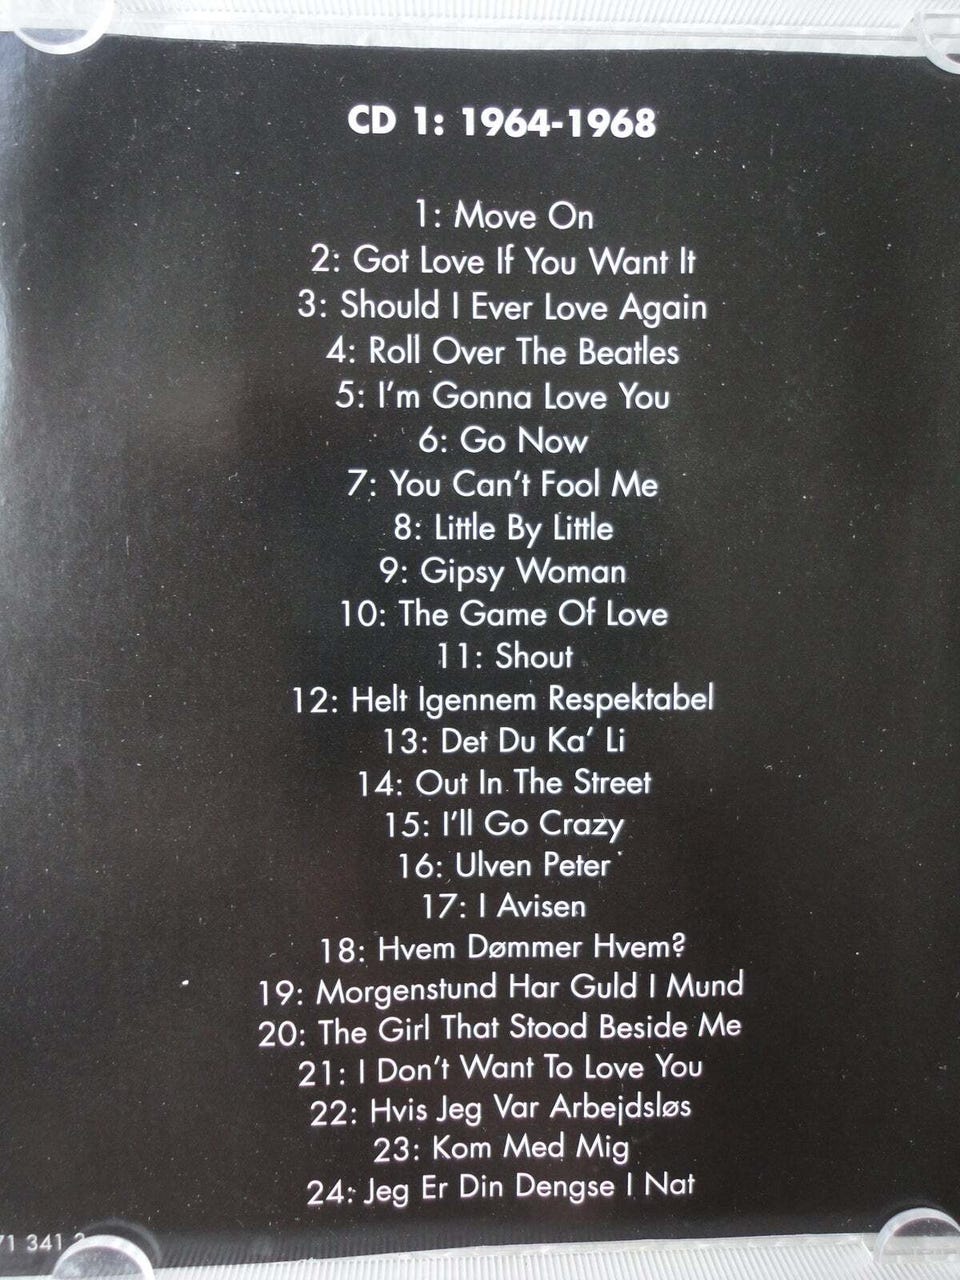 CD 1: 1964-1968
1: Move On
2: Got Love If You Want It
3: Should I Ever Love Again
4: Roll Over The Beatles
5: I'm Gonna Love You
6: Go Now
7: You Can't Fool Me
8: Little By Little
9: Gipsy Woman
10: The Game Of Love
11: Shout
12: Helt Igennem Respektabel
13: Det Du Ka' Li
14: Out In The Street
15: I'll Go Crazy
16: Ulven Peter
17: I Avisen
18: Hvem Dømmer Hvem?
19: Morgenstund Har Guld I Mund
20: The Girl That Stood Beside Me
21: I Don't Want To Love You
22: Hvis Jeg Var Arbejdsløs
23: Kom Med Mig
24: Jeg Er Din Dengse I Nat
341